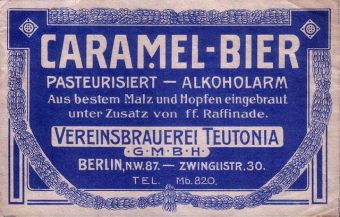 CARAMEL-BIER
PASTEURISIERT — ALKOHOLARM
Aus bestem Malz und Hopfen eingebraut
unter Zusatz von ff. Raffinade.
VEREINSBRAUEREI TEUTONIA
·G·M·B·H·
BERLIN, N.W. 87. — ZWINGLISTR. 30.
TEL. Mb. 820.